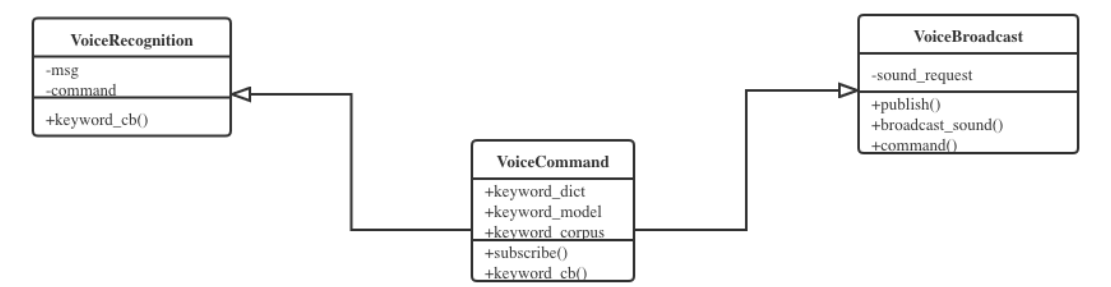 VoiceRecognition
-msg
-command
+keyword_cb()
VoiceBroadcast
-sound_request
+publish()
+broadcast_sound()
+command()
VoiceCommand
+keyword_dict
+keyword_model
+keyword_corpus
+subscribe()
+keyword_cb()